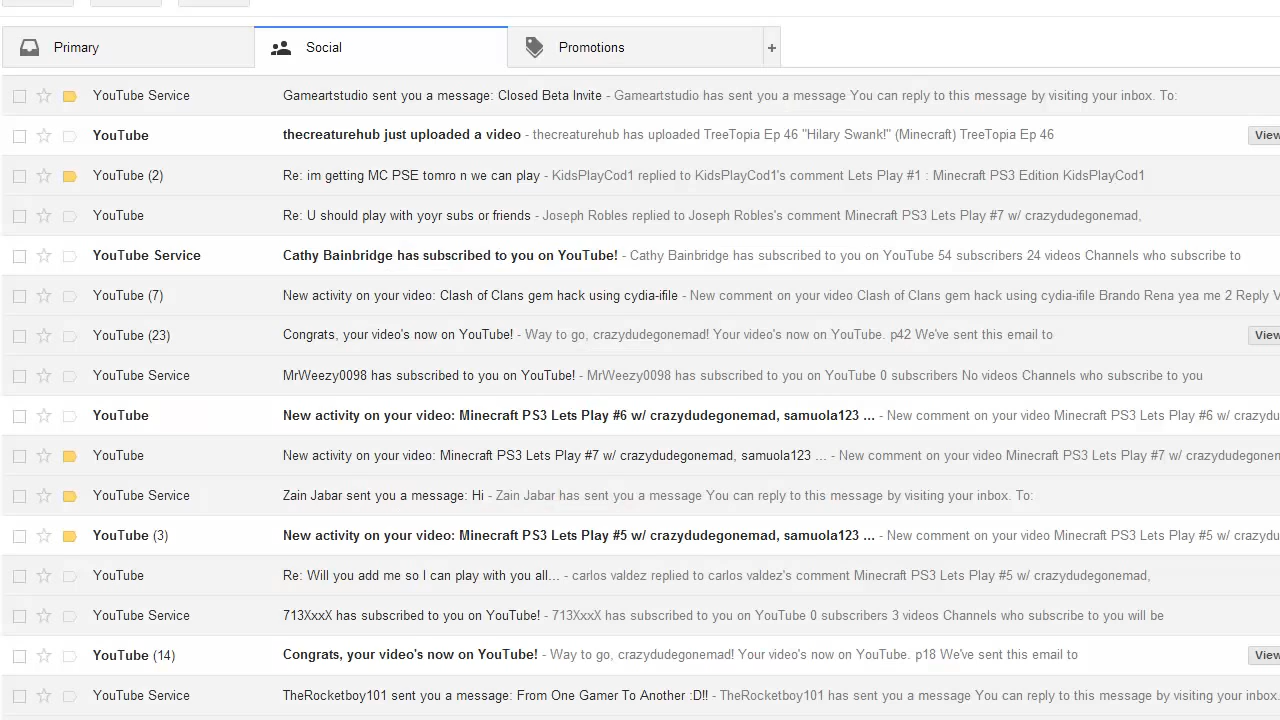 Primary Social Promotions +
YouTube Service Gameartstudio sent you a message: Closed Beta Invite - Gameartstudio has sent you a message You can reply to this message by visiting your inbox. To:
YouTube thecreaturehub just uploaded a video - thecreaturehub has uploaded TreeTopia Ep 46 "Hilary Swank!" (Minecraft) TreeTopia Ep 46 View
YouTube (2) Re: im getting MC PSE tomro n we can play - KidsPlayCod1 replied to KidsPlayCod1's comment Lets Play #1 : Minecraft PS3 Edition KidsPlayCod1
YouTube Re: U should play with yoyr subs or friends - Joseph Robles replied to Joseph Robles's comment Minecraft PS3 Lets Play #7 w/ crazydudegonemad,
YouTube Service Cathy Bainbridge has subscribed to you on YouTube! - Cathy Bainbridge has subscribed to you on YouTube 54 subscribers 24 videos Channels who subscribe to
YouTube (7) New activity on your video: Clash of Clans gem hack using cydia-ifile - New comment on your video Clash of Clans gem hack using cydia-ifile Brando Rena yea me 2 Reply V
YouTube (23) Congrats, your video's now on YouTube! - Way to go, crazydudegonemad! Your video's now on YouTube. p42 We've sent this email to View
YouTube Service MrWeezy0098 has subscribed to you on YouTube! - MrWeezy0098 has subscribed to you on YouTube 0 subscribers No videos Channels who subscribe to you
YouTube New activity on your video: Minecraft PS3 Lets Play #6 w/ crazydudegonemad, samuola123 ... - New comment on your video Minecraft PS3 Lets Play #6 w/ crazydu
YouTube New activity on your video: Minecraft PS3 Lets Play #7 w/ crazydudegonemad, samuola123 ... - New comment on your video Minecraft PS3 Lets Play #7 w/ crazydudegonem
YouTube Service Zain Jabar sent you a message: Hi - Zain Jabar has sent you a message You can reply to this message by visiting your inbox. To:
YouTube (3) New activity on your video: Minecraft PS3 Lets Play #5 w/ crazydudegonemad, samuola123 ... - New comment on your video Minecraft PS3 Lets Play #5 w/ crazydu
YouTube Re: Will you add me so I can play with you all... - carlos valdez replied to carlos valdez's comment Minecraft PS3 Lets Play #5 w/ crazydudegonemad,
YouTube Service 713XxxX has subscribed to you on YouTube! - 713XxxX has subscribed to you on YouTube 0 subscribers 3 videos Channels who subscribe to you will be
YouTube (14) Congrats, your video's now on YouTube! - Way to go, crazydudegonemad! Your video's now on YouTube. p18 We've sent this email to View
YouTube Service TheRocketboy101 sent you a message: From One Gamer To Another :D!! - TheRocketboy101 has sent you a message You can reply to this message by visiting your inbox.